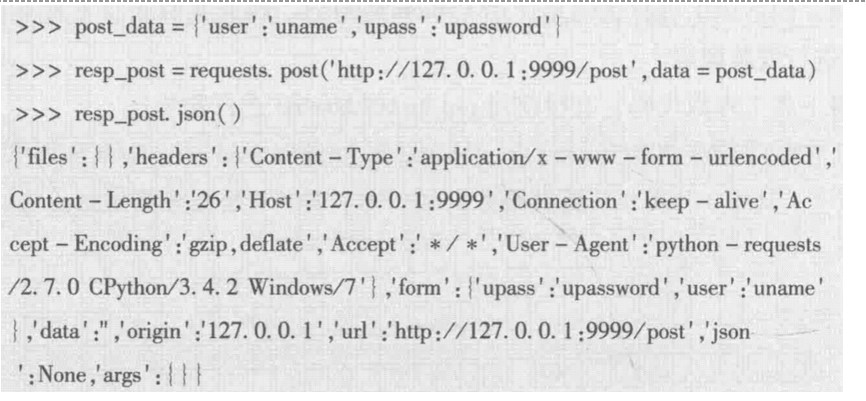 >>> post_data = {'user':'uname','upass':'upassword'}
>>> resp_post = requests. post('http://127. 0. 0. 1:9999/post',data = post_data)
>>> resp_post. json()
{'files':{},'headers':{'Content – Type':'application/x – www – form – urlencoded','
Content – Length':'26','Host':'127. 0. 0. 1:9999','Connection':'keep – alive','Ac
cept – Encoding':'gzip,deflate','Accept':' * / *','User – Agent':'python – requests
/2. 7. 0 CPython/3. 4. 2 Windows/7'},'form':{'upass':'upassword','user':'uname'
},'data':'','origin':'127. 0. 0. 1','url':'http://127. 0. 0. 1:9999/post','json
':None,'args':{}}}